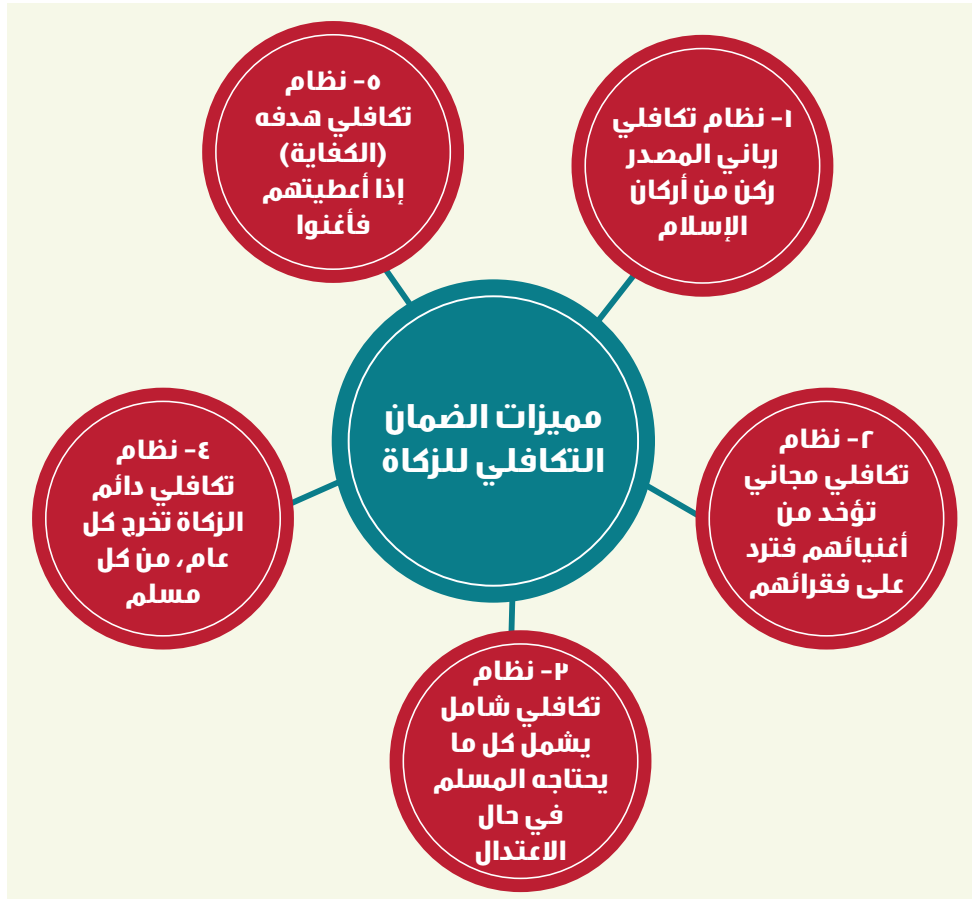 مميزات الضمان
التكافلي للزكاة
١- نظام تكافلي
رباني المصدر
ركن من أركان
الإسلام
٢- نظام
تكافلي مجاني
تؤخد من
أغنيائهم فترد
على فقرائهم
٣- نظام
تكافلي شامل
يشمل كل ما
يحتاجه المسلم
في حال
الاعتدال
٤- نظام
تكافلي دائم
الزكاة تخرج كل
عام، من كل
مسلم
٥- نظام
تكافلي هدفه
(الكفاية)
إذا أعطيتهم
فأغنوا